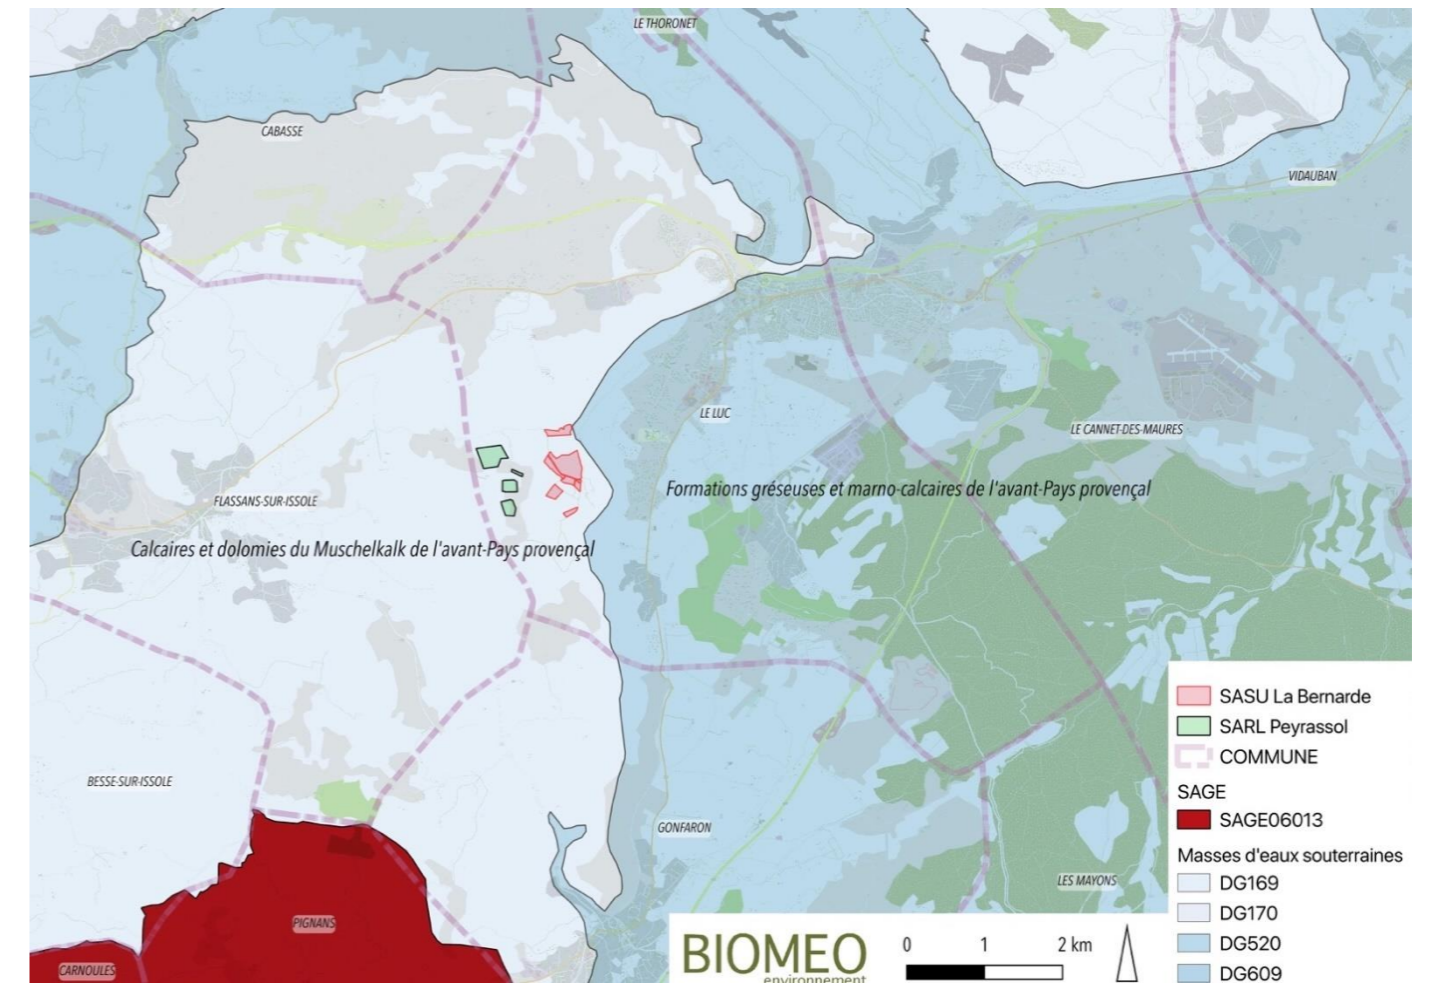 LE THORONET
CABASSE
VIDAUBAN
LE LUC
LE CANNET-DES-MAURES
FLASSANS-SUR-ISSOLE
Formations gréseuses et marno-calcaires de l'avant-Pays provençal
Calcaires et dolomies du Muschelkalk de l'avant-Pays provençal
BESSE-SUR-ISSOLE
GONFARON
LES MAYONS
PIGNANS
CARNOULES
SASU La Bernarde
SARL Peyrassol
COMMUNE
SAGE
SAGE06013
Masses d'eaux souterraines
DG169
DG170
DG520
DG609
BIOMEO
environnement
0 1 2 km